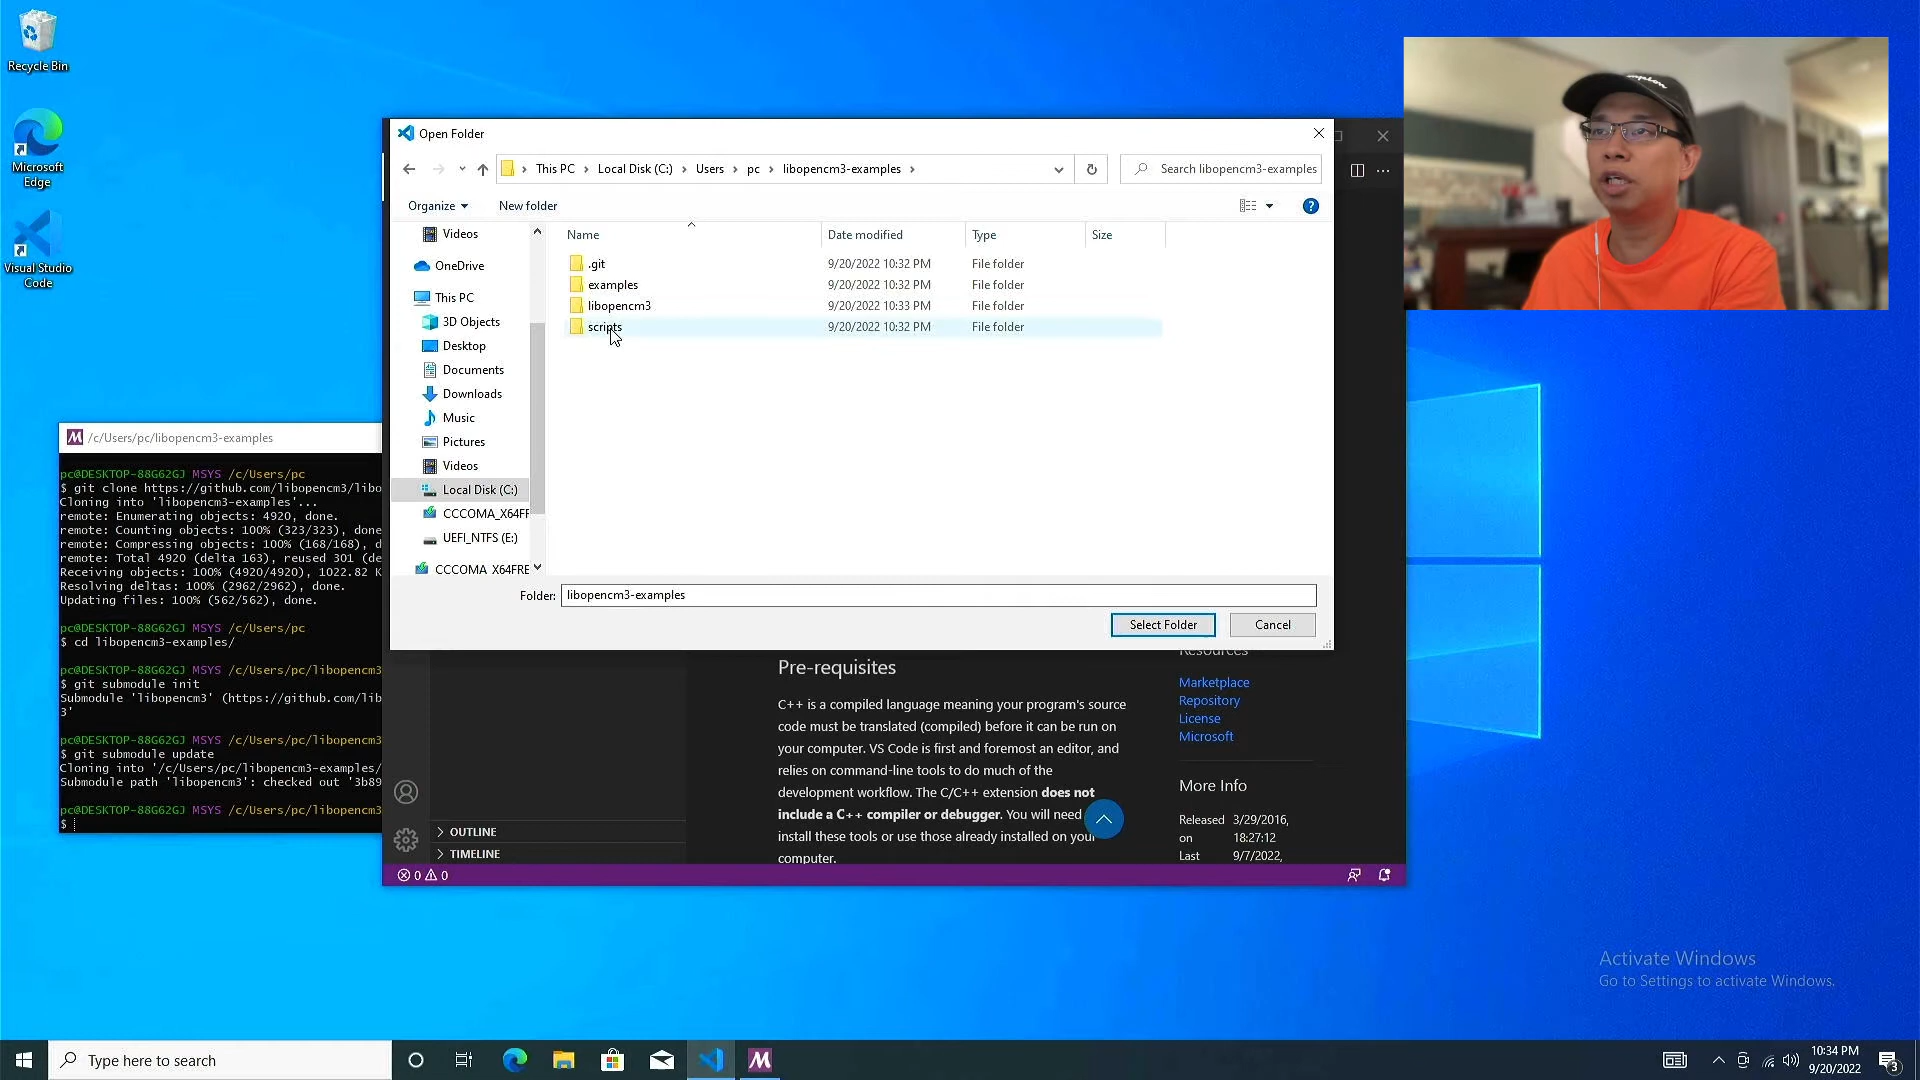 Recycle Bin
Microsoft
Edge
Visual Studio
Code
Open Folder
This PC
Local Disk (C:)
Users
pc
libopencm3-examples
Search libopencm3-examples
Organize
New folder
?
Videos
OneDrive
This PC
3D Objects
Desktop
Documents
Downloads
Music
Pictures
Videos
Local Disk (C:)
CCCOMA_X64FR
UEFI_NTFS (E:)
CCCOMA_X64FRE
Name Date modified Type Size
.git 9/20/2022 10:32 PM File folder
examples 9/20/2022 10:32 PM File folder
libopencm3 9/20/2022 10:33 PM File folder
scripts 9/20/2022 10:32 PM File folder
Folder: libopencm3-examples
Select Folder
Cancel
M /c/Users/pc/libopencm3-examples
pc@DESKTOP-88G62GJ MSYS /c/Users/pc
$ git clone https://github.com/libopencm3/libo
Cloning into 'libopencm3-examples'...
remote: Enumerating objects: 4920, done.
remote: Counting objects: 100% (323/323), done
remote: Compressing objects: 100% (168/168), d
remote: Total 4920 (delta 163), reused 301 (de
Receiving objects: 100% (4920/4920), 1022.82 K
Resolving deltas: 100% (2962/2962), done.
Updating files: 100% (562/562), done.
pc@DESKTOP-88G62GJ MSYS /c/Users/pc
$ cd libopencm3-examples/
pc@DESKTOP-88G62GJ MSYS /c/Users/pc/libopencm3
$ git submodule init
Submodule 'libopencm3' (https://github.com/lib
3'
pc@DESKTOP-88G62GJ MSYS /c/Users/pc/libopencm3
$ git submodule update
Cloning into '/c/Users/pc/libopencm3-examples/
Submodule path 'libopencm3': checked out '3b89
pc@DESKTOP-88G62GJ MSYS /c/Users/pc/libopencm3
$
OUTLINE
TIMELINE
0 0
Pre-requisites
C++ is a compiled language meaning your program's source
code must be translated (compiled) before it can be run on
your computer. VS Code is first and foremost an editor, and
relies on command-line tools to do much of the
development workflow. The C/C++ extension does not
include a C++ compiler or debugger. You will need
install these tools or use those already installed on your
computer.
Resources
Marketplace
Repository
License
Microsoft
More Info
Released 3/29/2016,
on 18:27:12
Last 9/7/2022,
Activate Windows
Go to Settings to activate Windows.
Type here to search
M
10:34 PM
9/20/2022
3